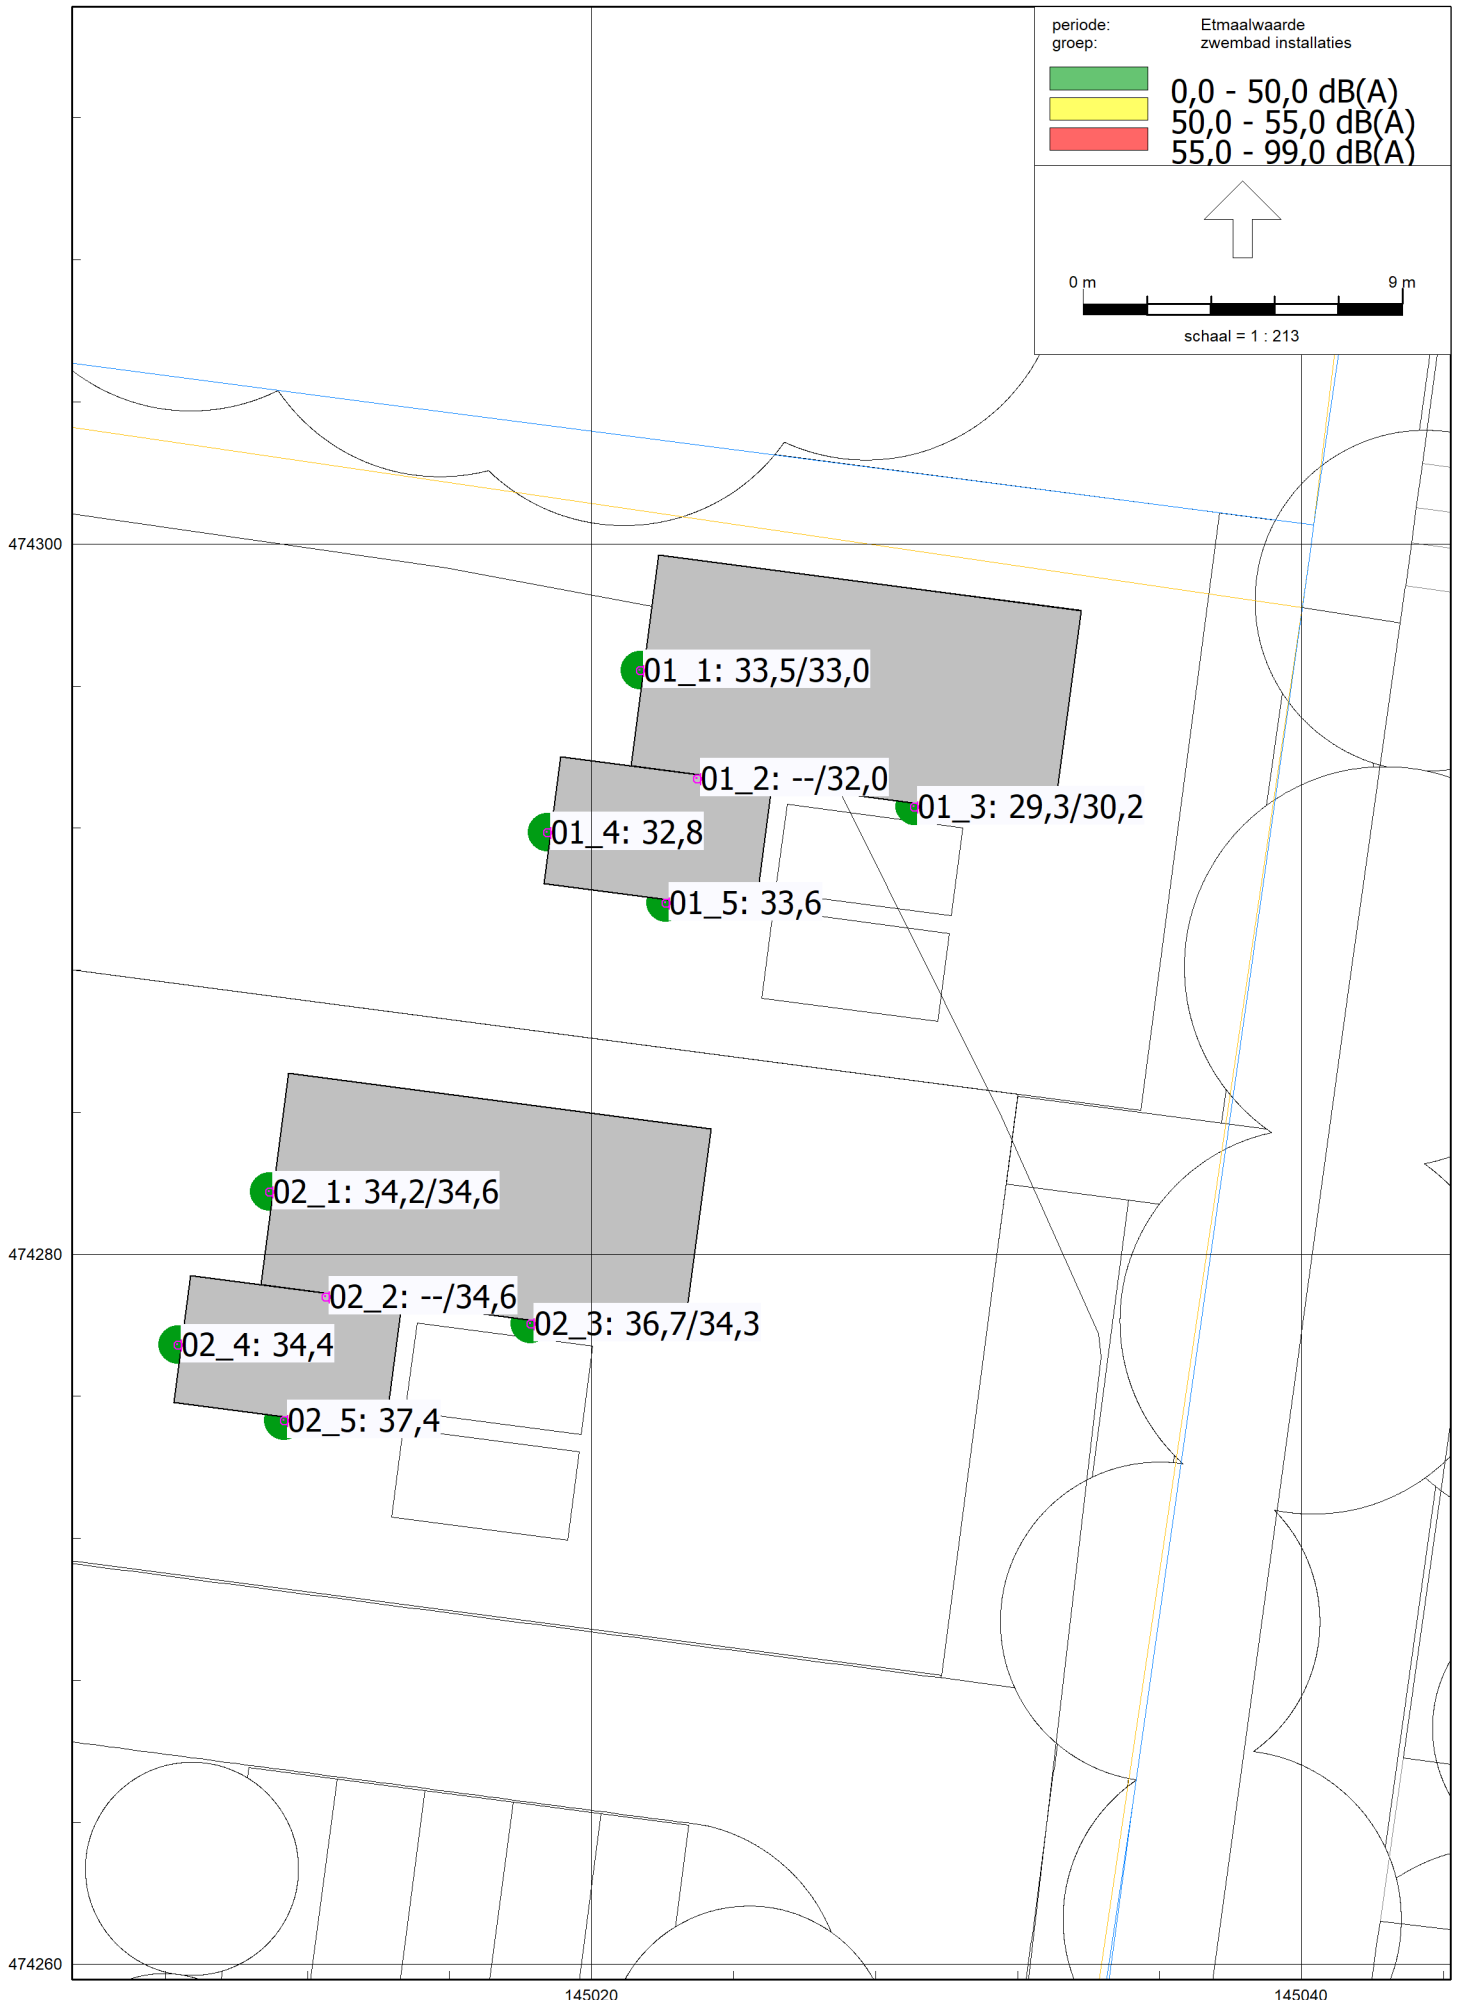 periode: Etmaalwaarde
groep: zwembad installaties
0,0 - 50,0 dB(A)
50,0 - 55,0 dB(A)
55,0 - 99,0 dB(A)
0 m 9 m
schaal = 1 : 213
474300
01_1: 33,5/33,0
01_2: --/32,0
01_3: 29,3/30,2
01_4: 32,8
01_5: 33,6
02_1: 34,2/34,6
474280
02_2: --/34,6
02_3: 36,7/34,3
02_4: 34,4
02_5: 37,4
474260
145020 145040